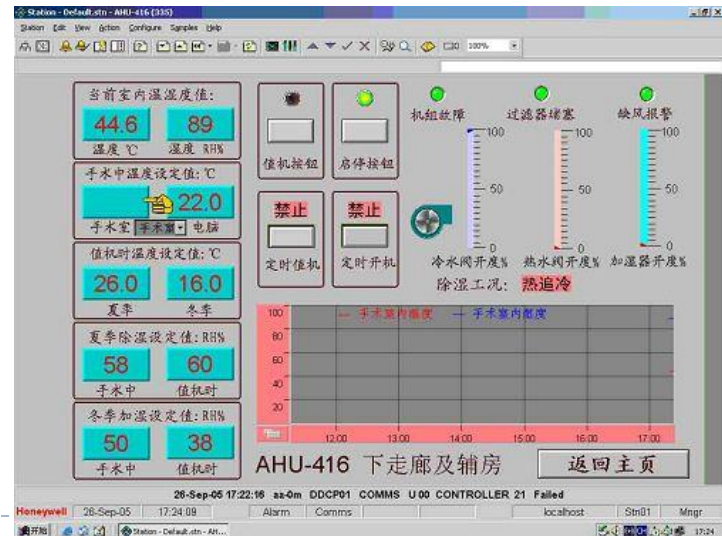 Station - Default.stn - AHU-416 (335)
Station Edit View Action Configure Samples Help
100%
当前室内温湿度值:
44.6 89
温度 ℃ 湿度 RH%
手术中温度设定值:℃
22.0
手术室 手术室 电脑
值机时温度设定值:℃
26.0 16.0
夏季 冬季
夏季除湿设定值:RH%
58 60
手术中 值机时
冬季加湿设定值:RH%
50 38
手术中 值机时
值机按钮 启停按钮
禁止 禁止
定时值机 定时开机
机组故障 过滤器堵塞 缺风报警
100 100 100
50 50 50
0 0 0
冷水阀开度% 热水阀开度% 加湿器开度%
除湿工况: 热追冷
100
80
60
40
20
手术室内温度 手术室内湿度
12:00 13:00 14:00 15:00 16:00 17:00
AHU-416 下走廊及辅房 返回主页
26-Sep-05 17:22:16 aa-0m DDCP01 COMMS U 00 CONTROLLER 21 Failed
Honeywell 26-Sep-05 17:24:09 Alarm Comms localhost Stn01 Mngr
开始 Station - Default.stn - AH... 17:24